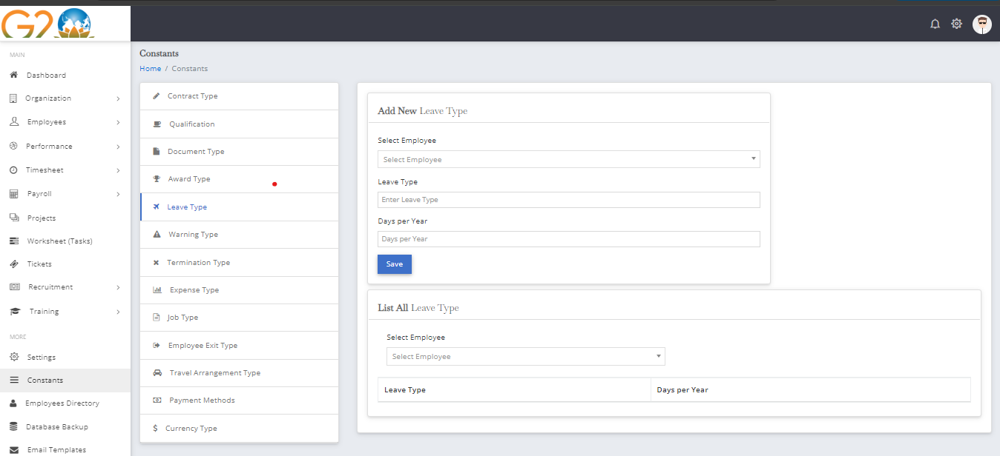 G20
MAIN
Dashboard
Organization
Employees
Performance
Timesheet
Payroll
Projects
Worksheet (Tasks)
Tickets
Recruitment
Training
MORE
Settings
Constants
Employees Directory
Database Backup
Email Templates
Constants
Home / Constants
Contract Type
Qualification
Document Type
Award Type
Leave Type
Warning Type
Termination Type
Expense Type
Job Type
Employee Exit Type
Travel Arrangement Type
Payment Methods
$ Currency Type
Add New Leave Type
Select Employee
Select Employee
Leave Type
Enter Leave Type
Days per Year
Days per Year
Save
List All Leave Type
Select Employee
Select Employee
Leave Type Days per Year